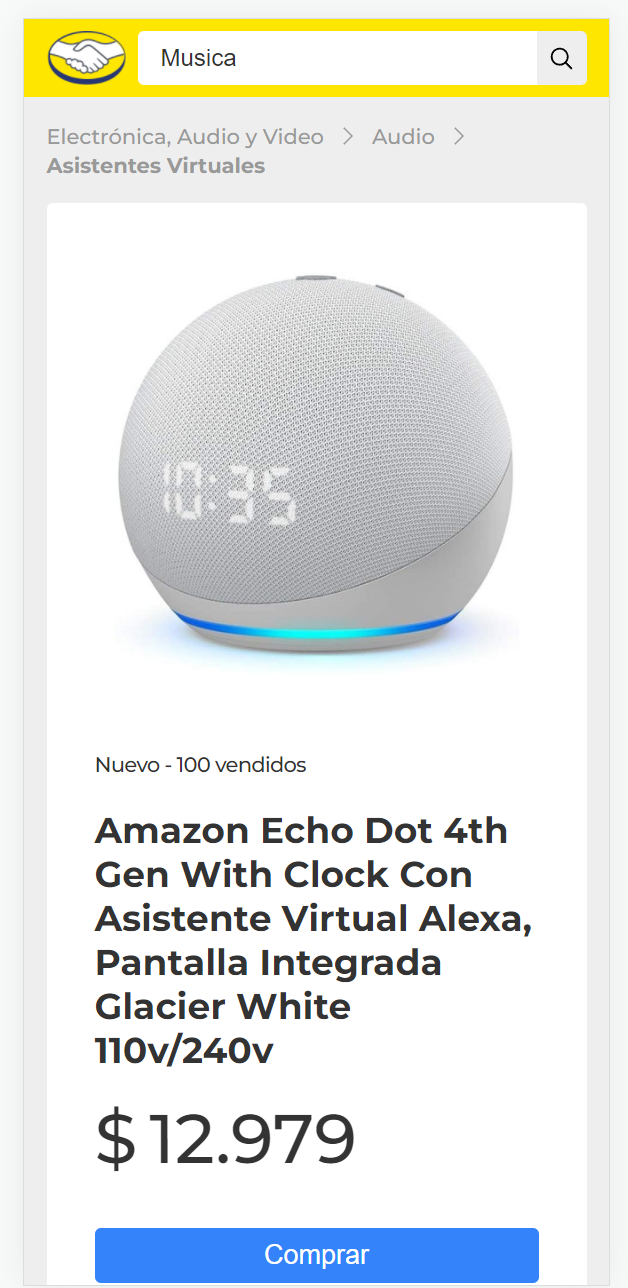 Musica
Electrónica, Audio y Video > Audio >
Asistentes Virtuales
10:35
Nuevo - 100 vendidos
Amazon Echo Dot 4th
Gen With Clock Con
Asistente Virtual Alexa,
Pantalla Integrada
Glacier White
110v/240v
$ 12.979
Comprar